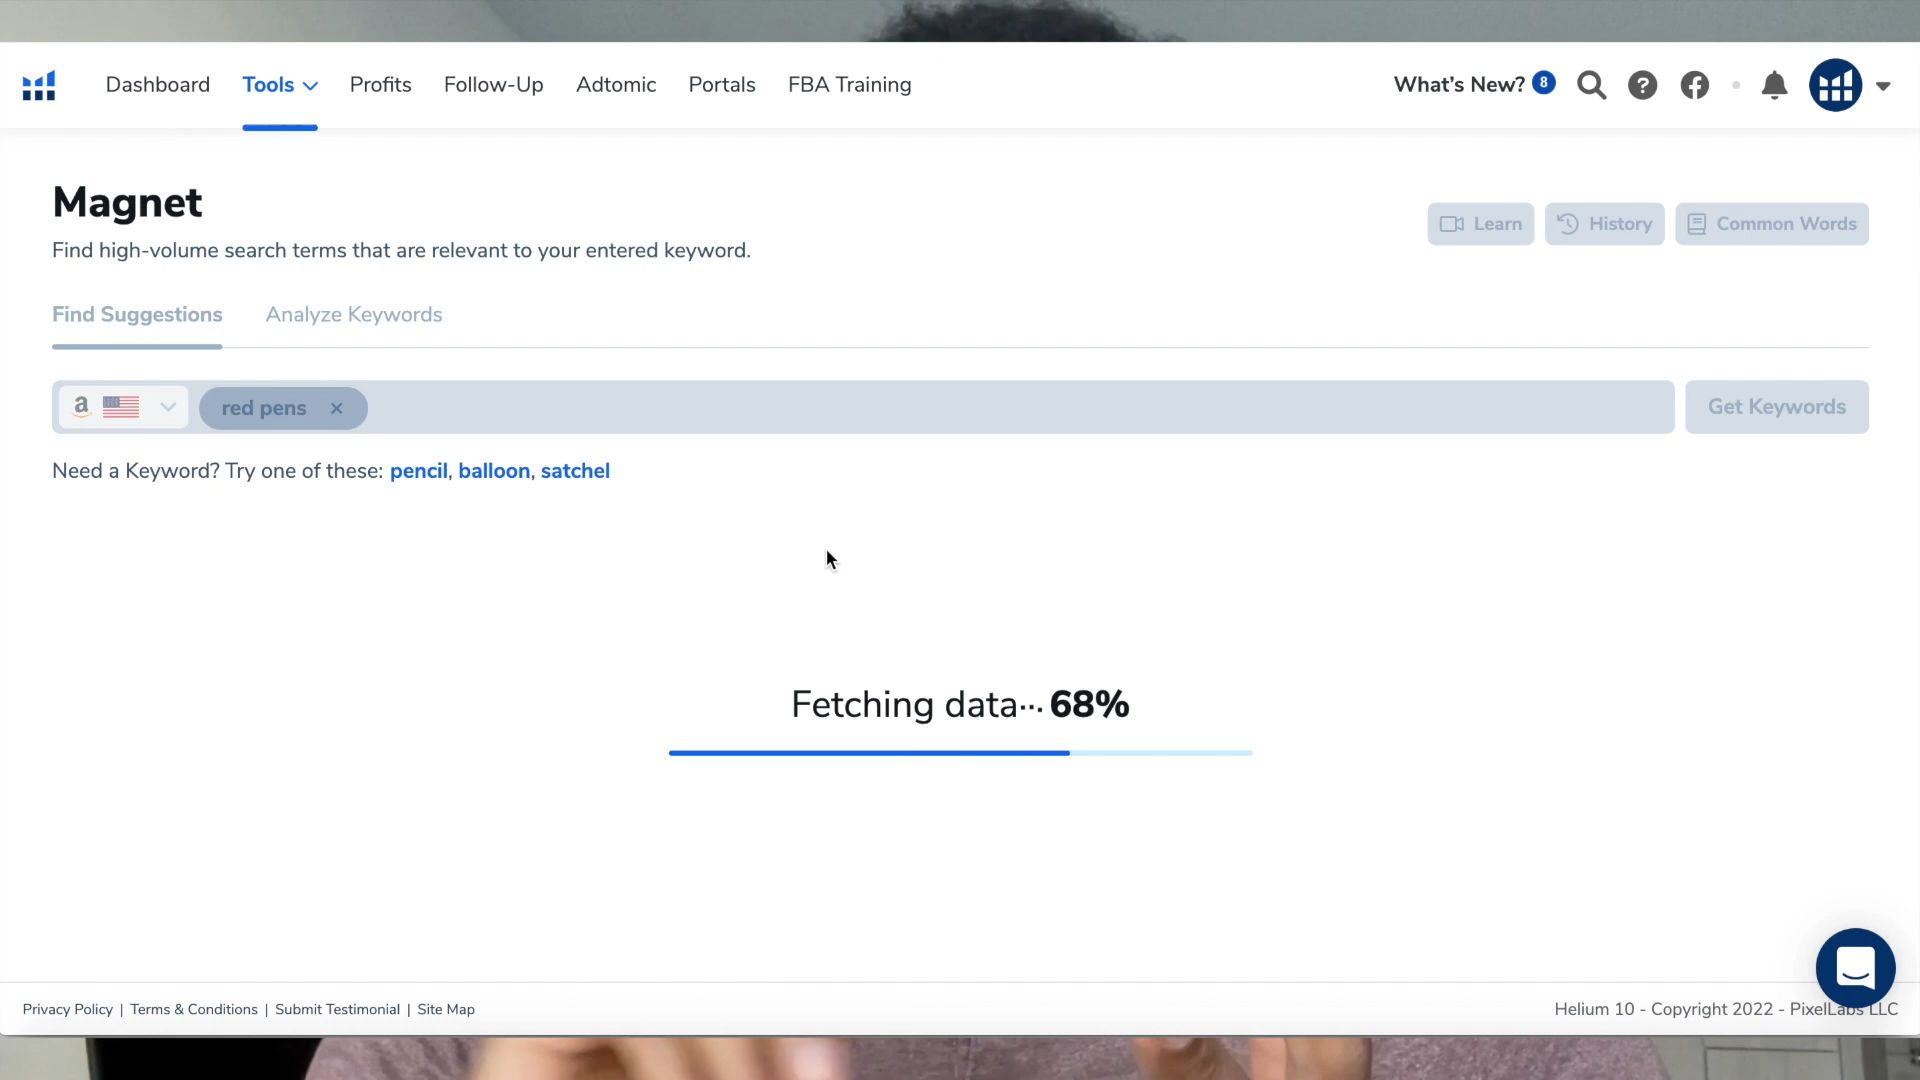 Dashboard Tools Profits Follow-Up Adtomic Portals FBA Training What's New? 8
Magnet
Find high-volume search terms that are relevant to your entered keyword.
Learn History Common Words
Find Suggestions Analyze Keywords
a red pens × Get Keywords
Need a Keyword? Try one of these: pencil, balloon, satchel
Fetching data... 68%
Privacy Policy | Terms & Conditions | Submit Testimonial | Site Map
Helium 10 - Copyright 2022 - PixelLabs LLC